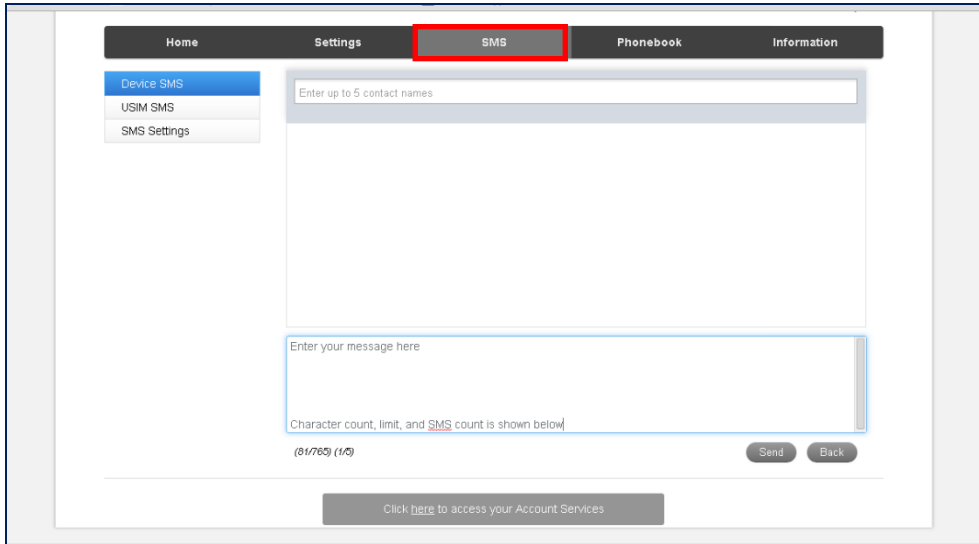 Home Settings SMS Phonebook Information
Device SMS
USIM SMS
SMS Settings
Enter up to 5 contact names
Enter your message here
Character count, limit, and SMS count is shown below
(81/765) (1/5)
Send Back
Click here to access your Account Services